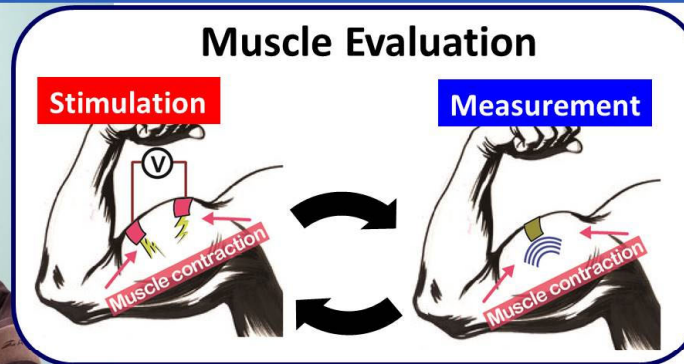 Muscle Evaluation
Stimulation
Measurement
V
Muscle contraction
Muscle contraction